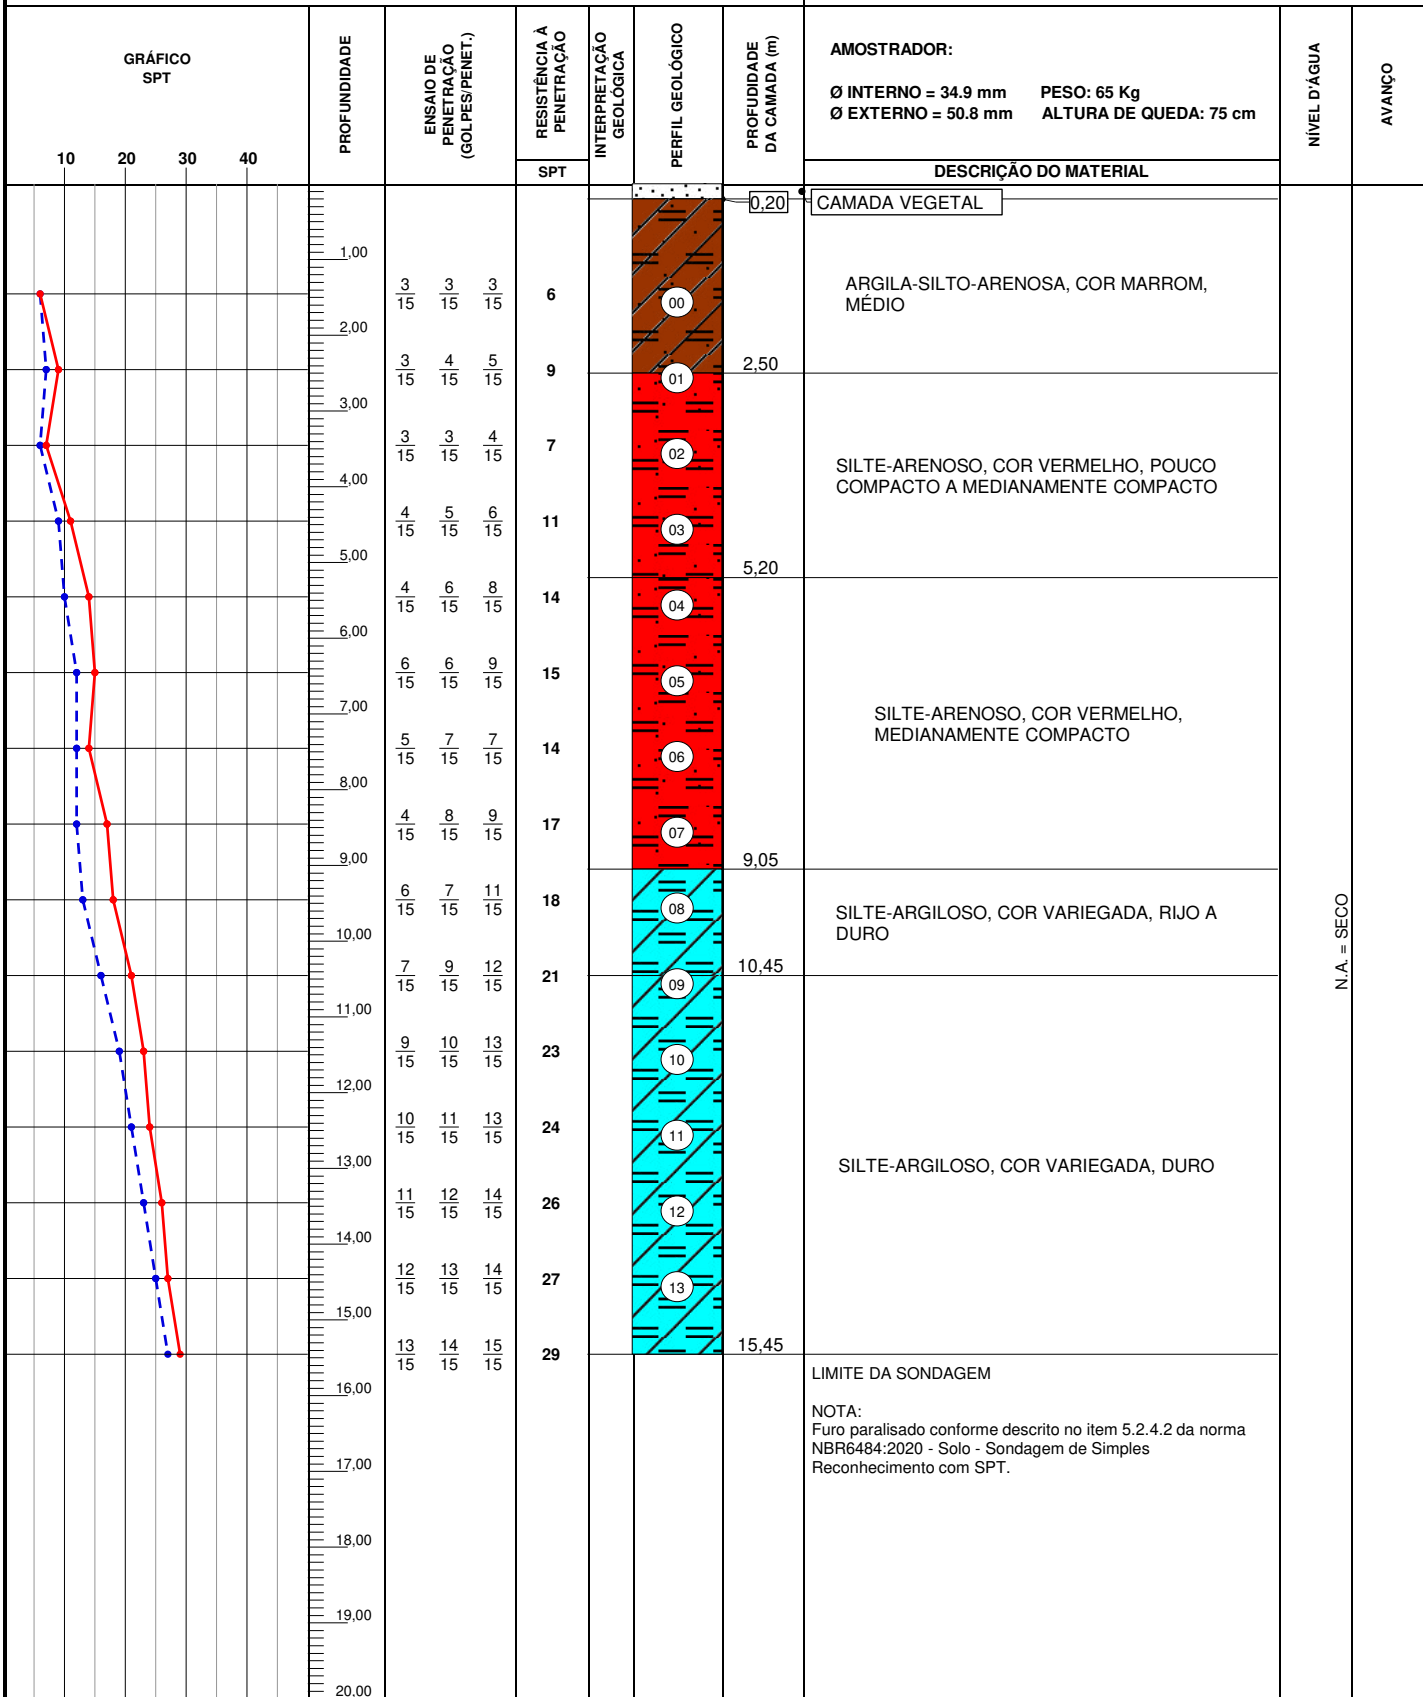 GRÁFICO
SPT
10 20 30 40
PROFUNDIDADE
ENSAIO DE
PENETRAÇÃO
(GOLPES/PENET.)
RESISTÊNCIA À
PENETRAÇÃO
SPT
INTERPRETAÇÃO
GEOLÓGICA
PERFIL GEOLÓGICO
PROFUDIDADE
DA CAMADA (m)
AMOSTRADOR:
Ø INTERNO = 34.9 mm PESO: 65 Kg
Ø EXTERNO = 50.8 mm ALTURA DE QUEDA: 75 cm
DESCRIÇÃO DO MATERIAL
NÍVEL D'ÁGUA
AVANÇO
0,20 CAMADA VEGETAL
1,00
3/15 3/15 3/15 6 00
ARGILA-SILTO-ARENOSA, COR MARROM,
MÉDIO
2,00
3/15 4/15 5/15 9 01 2,50
3,00
3/15 3/15 4/15 7 02
SILTE-ARENOSO, COR VERMELHO, POUCO
COMPACTO A MEDIANAMENTE COMPACTO
4,00
4/15 5/15 6/15 11 03
5,00
5,20
4/15 6/15 8/15 14 04
6,00
6/15 6/15 9/15 15 05
7,00
SILTE-ARENOSO, COR VERMELHO,
MEDIANAMENTE COMPACTO
5/15 7/15 7/15 14 06
8,00
4/15 8/15 9/15 17 07
9,00
9,05
6/15 7/15 11/15 18 08
SILTE-ARGILOSO, COR VARIEGADA, RIJO A
DURO
10,00
7/15 9/15 12/15 21 09 10,45
N.A. = SECO
11,00
9/15 10/15 13/15 23 10
12,00
10/15 11/15 13/15 24 11
13,00
SILTE-ARGILOSO, COR VARIEGADA, DURO
11/15 12/15 14/15 26 12
14,00
12/15 13/15 14/15 27 13
15,00
13/15 14/15 15/15 29 15,45
LIMITE DA SONDAGEM
16,00
NOTA:
Furo paralisado conforme descrito no item 5.2.4.2 da norma
NBR6484:2020 - Solo - Sondagem de Simples
Reconhecimento com SPT.
17,00
18,00
19,00
20,00